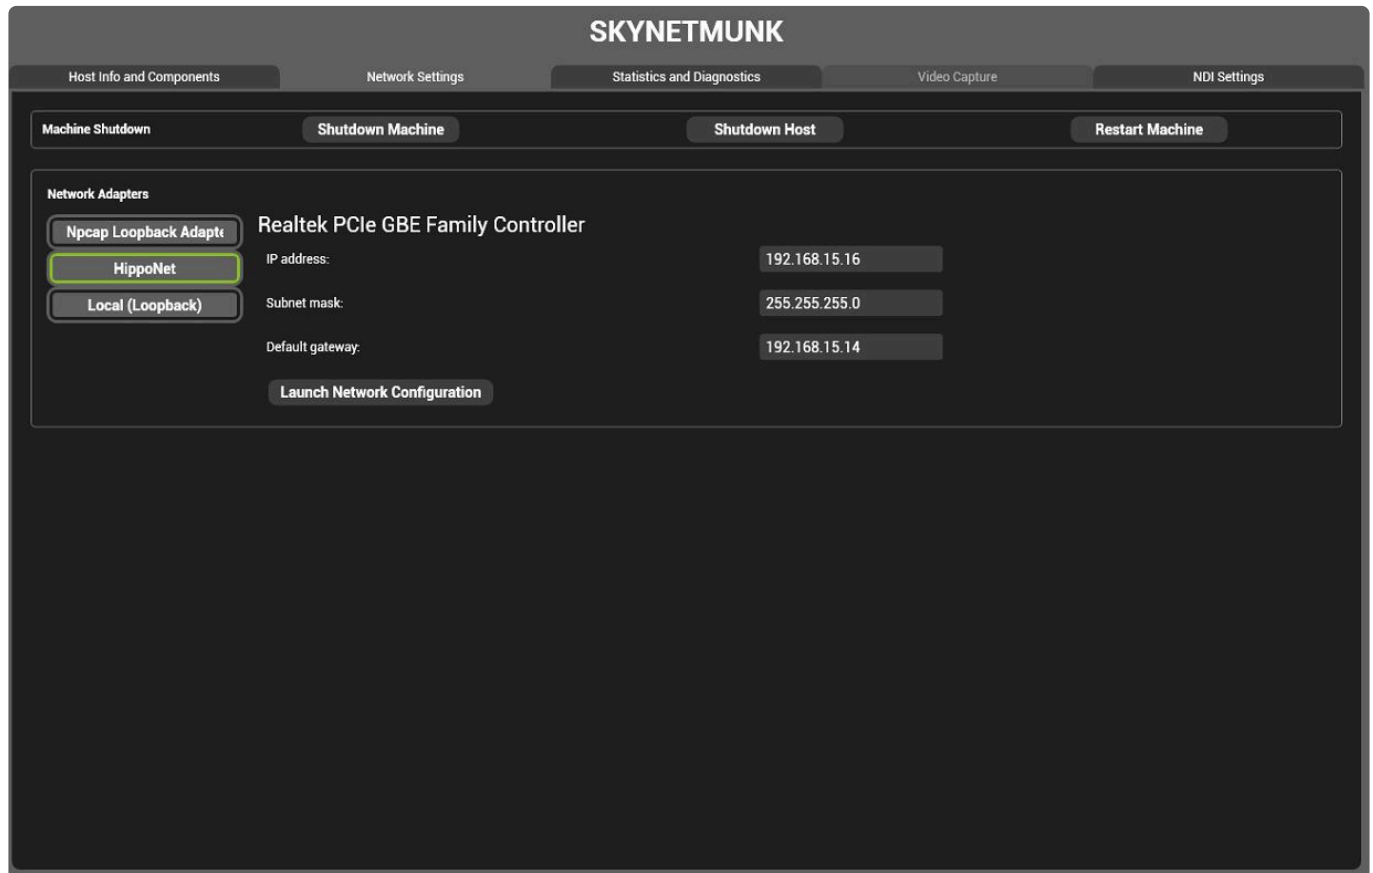 SKYNETMUNK
Host Info and Components Network Settings Statistics and Diagnostics Video Capture NDI Settings
Machine Shutdown Shutdown Machine Shutdown Host Restart Machine
Network Adapters
Npcap Loopback Adapte
HippoNet
Local (Loopback)
Realtek PCIe GBE Family Controller
IP address: 192.168.15.16
Subnet mask: 255.255.255.0
Default gateway: 192.168.15.14
Launch Network Configuration